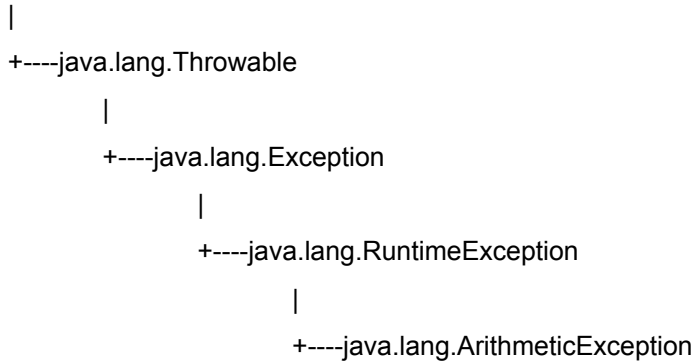 |
+----java.lang.Throwable
|
+----java.lang.Exception
|
+----java.lang.RuntimeException
|
+----java.lang.ArithmeticException